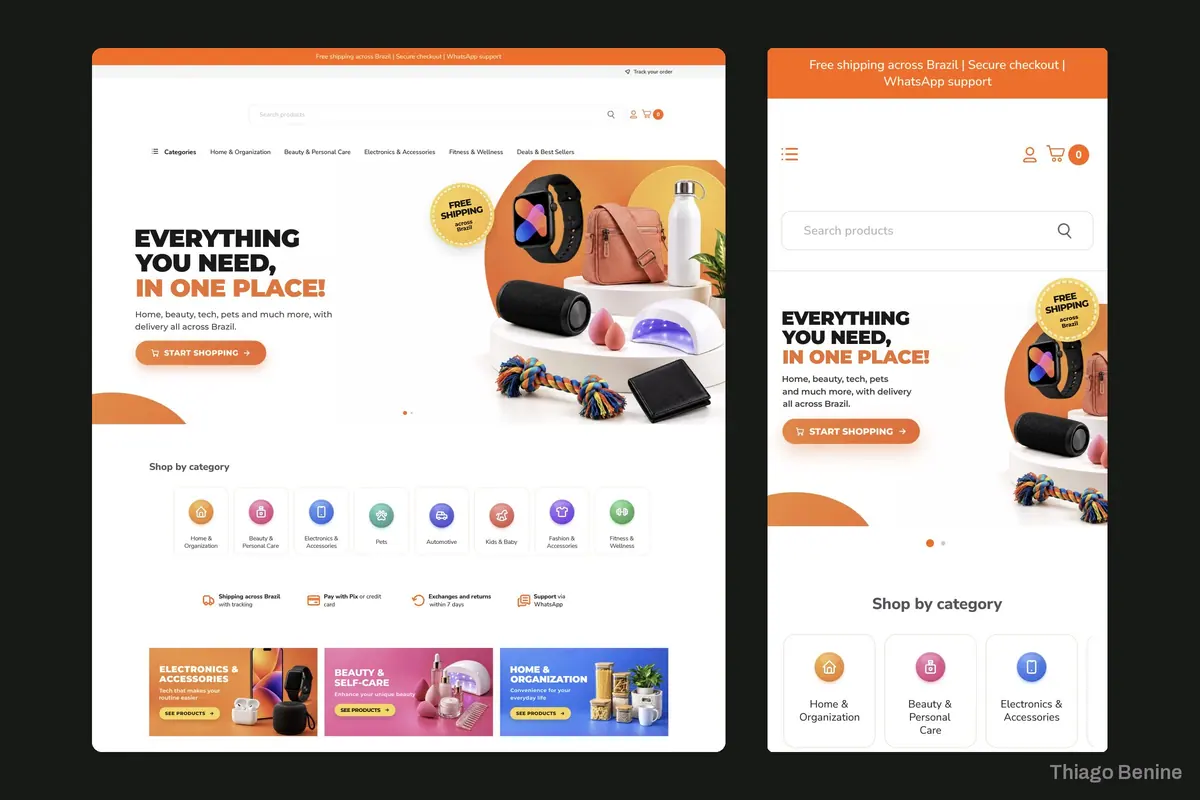 Free shipping across Brazil | Secure checkout | WhatsApp support
Track your order
Search products
0
Categories
Home & Organization
Beauty & Personal Care
Electronics & Accessories
Fitness & Wellness
Deals & Best Sellers
EVERYTHING
YOU NEED,
IN ONE PLACE!
Home, beauty, tech, pets and much more, with
delivery all across Brazil.
START SHOPPING
FREE
SHIPPING
across
Brazil
Shop by category
Home &
Organization
Beauty &
Personal Care
Electronics &
Accessories
Pets
Automotive
Kids & Baby
Fashion &
Accessories
Fitness &
Wellness
Shipping across Brazil
with tracking
Pay with Pix or credit
card
Exchanges and returns
within 7 days
Support via
WhatsApp
ELECTRONICS &
ACCESSORIES
Tech that makes your
routine easier
SEE PRODUCTS
BEAUTY &
SELF-CARE
Enhance your unique beauty
SEE PRODUCTS
HOME &
ORGANIZATION
Convenience for your
everyday life
SEE PRODUCTS
Free shipping across Brazil | Secure checkout |
WhatsApp support
0
Search products
FREE
SHIPPING
across
Brazil
EVERYTHING
YOU NEED,
IN ONE PLACE!
Home, beauty, tech, pets
and much more, with delivery
all across Brazil.
START SHOPPING
Shop by category
Home &
Organization
Beauty &
Personal
Care
Electronics &
Accessories
Thiago Benine